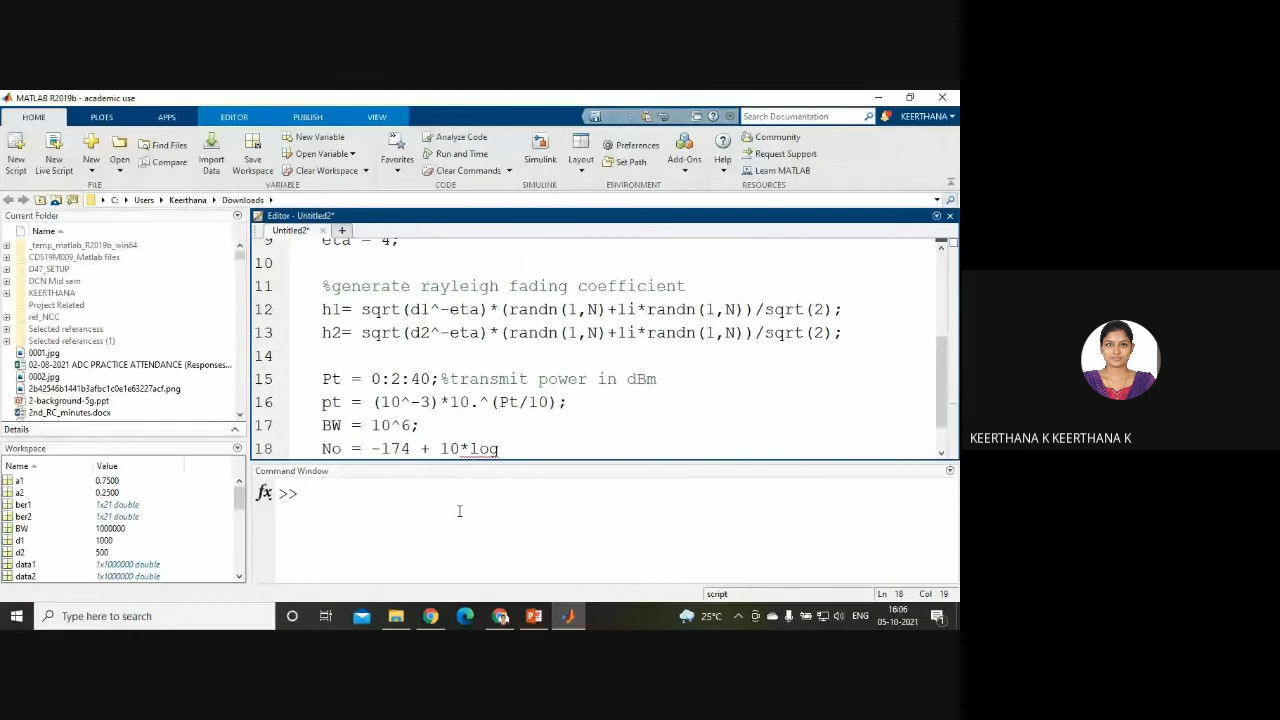 MATLAB R2019b - academic use
HOME PLOTS APPS EDITOR PUBLISH VIEW Search Documentation KEERTHANA
New Script
New Live Script
New
Open
Find Files
Compare
Import Data
Save Workspace
New Variable
Open Variable
Clear Workspace
Favorites
Analyze Code
Run and Time
Clear Commands
Simulink
Layout
Preferences
Set Path
Add-Ons
Help
Community
Request Support
Learn MATLAB
FILE VARIABLE CODE SIMULINK ENVIRONMENT RESOURCES
C: Users Keerthana Downloads
Current Folder
Name
_temp_matlab_R2019b_win64
CDS19M009_Matlab files
D47_SETUP
DCN Mid sem
KEERTHANA
Project Related
ref_NCC
Selected referancess
Selected referancess (1)
0001.jpg
02-08-2021 ADC PRACTICE ATTENDANCE (Responses...
0002.jpg
2b42546b1441b3afbc1c0e1e63227acf.png
2-background-5g.ppt
2nd_RC_minutes.docx
Details
Workspace
Name Value
a1 0.7500
a2 0.2500
ber1 1x21 double
ber2 1x21 double
BW 1000000
d1 1000
d2 500
data1 1x1000000 double
data2 1x1000000 double
Editor - Untitled2*
Untitled2*
9 eta = 4;
10
11 %generate rayleigh fading coefficient
12 h1= sqrt(d1^-eta)*(randn(1,N)+1i*randn(1,N))/sqrt(2);
13 h2= sqrt(d2^-eta)*(randn(1,N)+1i*randn(1,N))/sqrt(2);
14
15 Pt = 0:2:40;%transmit power in dBm
16 pt = (10^-3)*10.^(Pt/10);
17 BW = 10^6;
18 No = -174 + 10*log
Command Window
fx >>
script Ln 18 Col 19
Type here to search
25°C ENG 16:06
05-10-2021
1
KEERTHANA K KEERTHANA K